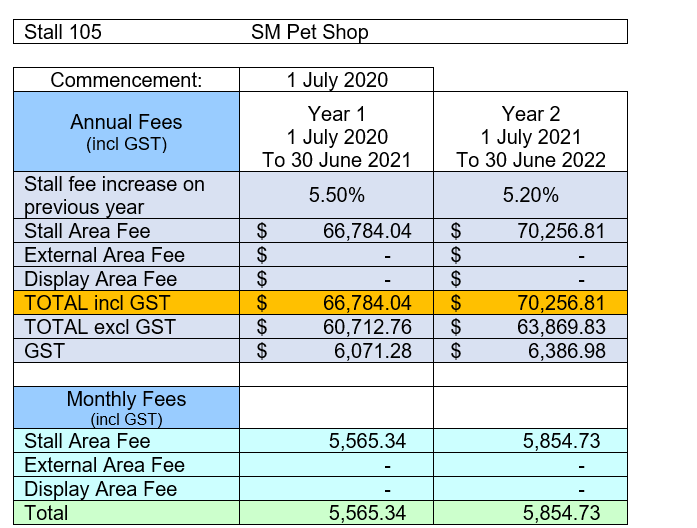 Stall 105 SM Pet Shop
Commencement: 1 July 2020
Annual Fees
(incl GST)
Year 1
1 July 2020
To 30 June 2021
Year 2
1 July 2021
To 30 June 2022
Stall fee increase on
previous year
5.50% 5.20%
Stall Area Fee $ 66,784.04 $ 70,256.81
External Area Fee $ - $ -
Display Area Fee $ - $ -
TOTAL incl GST $ 66,784.04 $ 70,256.81
TOTAL excl GST $ 60,712.76 $ 63,869.83
GST $ 6,071.28 $ 6,386.98
Monthly Fees
(incl GST)
Stall Area Fee 5,565.34 5,854.73
External Area Fee - -
Display Area Fee - -
Total 5,565.34 5,854.73